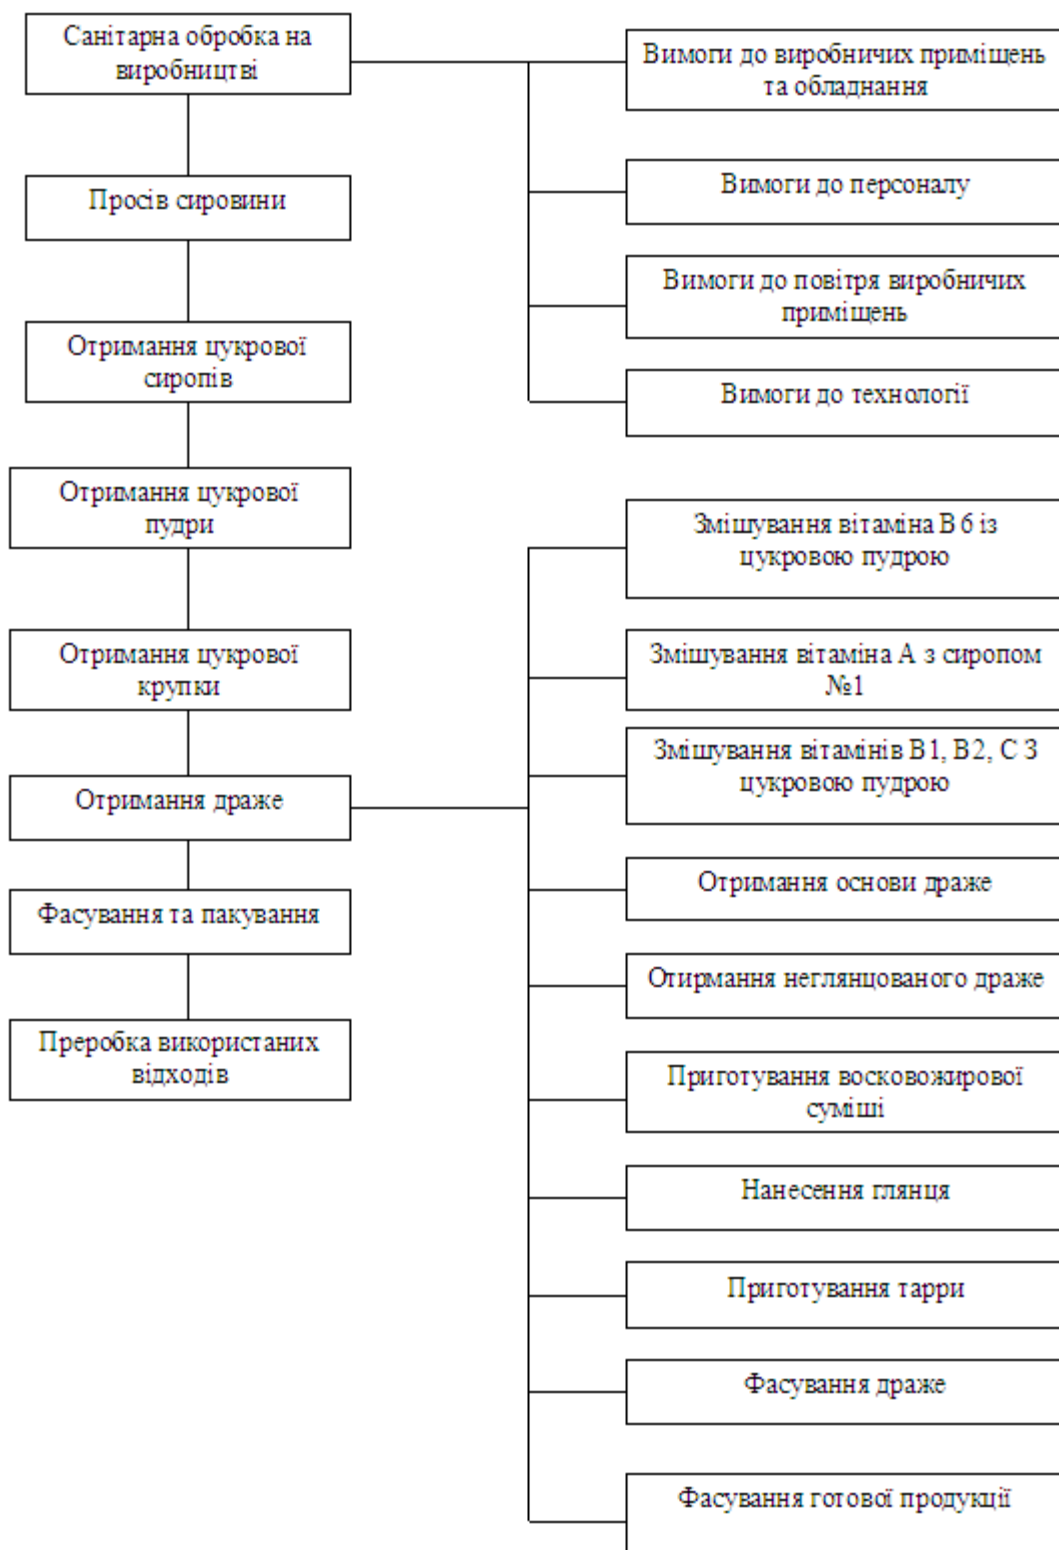 Санітарна обробка на
виробництві
Просів сировини
Отримання цукрової
сиропів
Отримання цукрової
пудри
Отримання цукрової
крупки
Отримання драже
Фасування та пакування
Преробка використаних
відходів
Вимоги до виробничих приміщень
та обладнання
Вимоги до персоналу
Вимоги до повітря виробничих
приміщень
Вимоги до технології
Змішування вітаміна В 6 із
цукровою пудрою
Змішування вітаміна А з сиропом
№1
Змішування вітамінів В1, В2, С З
цукровою пудрою
Отримання основи драже
Отирмання неглянцованого драже
Приготування восковожирової
суміші
Нанесення глянця
Приготування тарри
Фасування драже
Фасування готової продукції